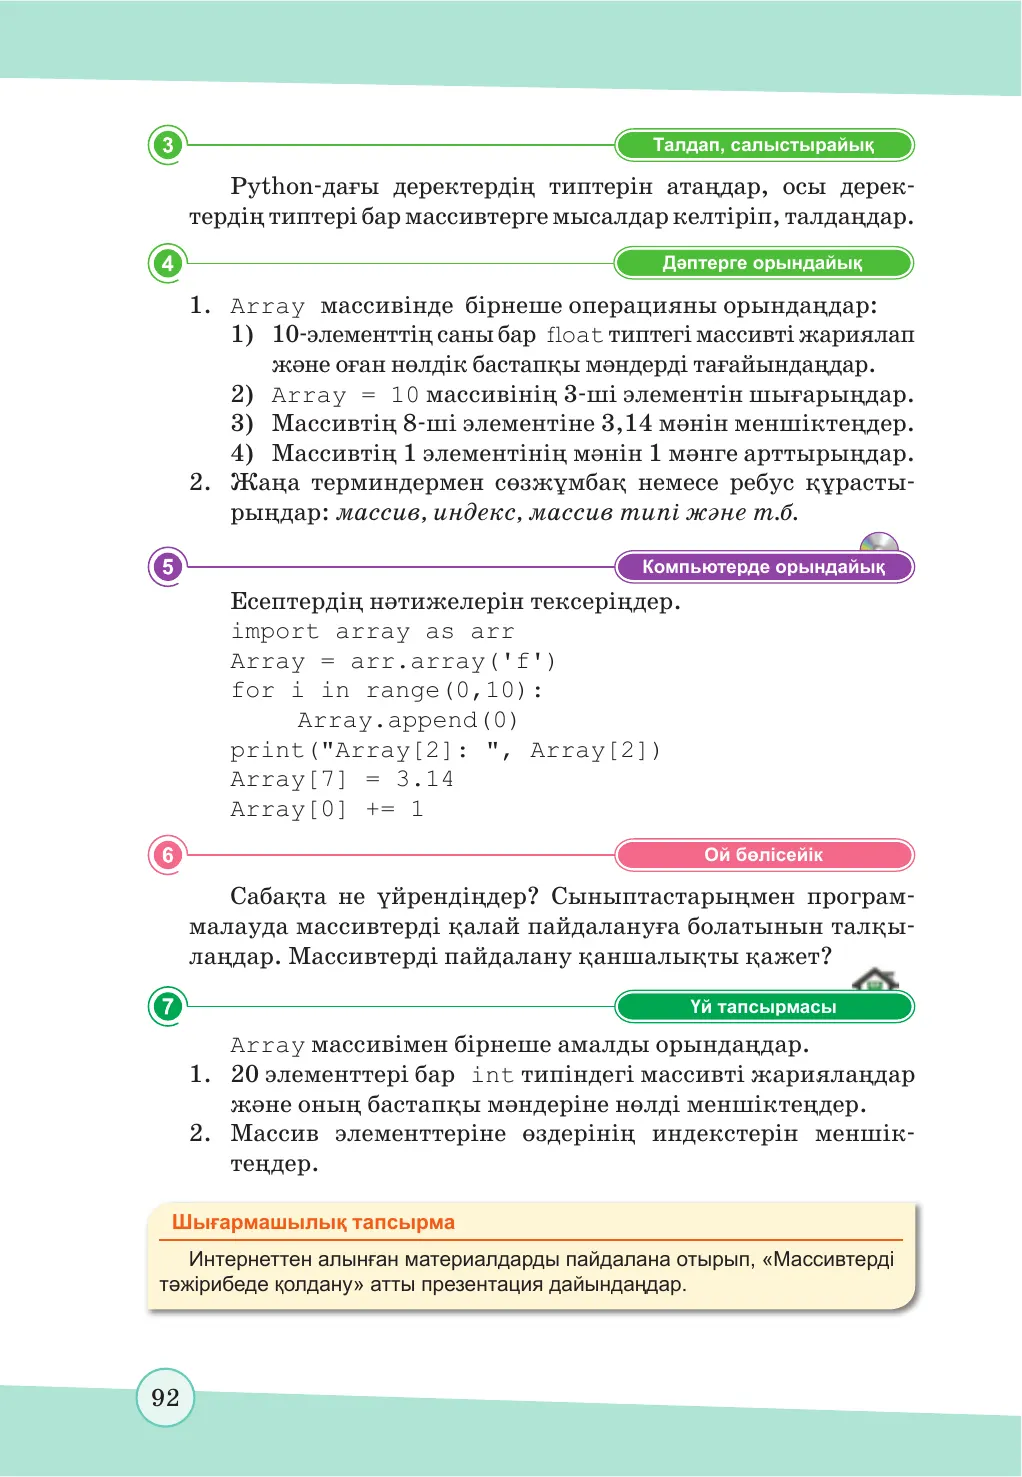 3
Талдап, салыстырайық
Python-дағы деректердің типтерін атаңдар, осы дерек-
тердің типтері бар массивтерге мысалдар келтіріп, талдаңдар.
4
Дәптерге орындайық
1. Array массивінде бірнеше операцияны орындаңдар:
1) 10-элементтің саны бар float типтегі массивті жариялап
және оған нөлдік бастапқы мәндерді тағайындаңдар.
2) Array = 10 массивінің 3-ші элементін шығарыңдар.
3) Массивтің 8-ші элементіне 3,14 мәнін меншіктеңдер.
4) Массивтің 1 элементінің мәнін 1 мәнге арттырыңдар.
2. Жаңа терминдермен сөзжұмбақ немесе ребус құрасты-
рыңдар: массив, индекс, массив типі және т.б.
5
Компьютерде орындайық
Есептердің нәтижелерін тексеріңдер.
import array as arr
Array = arr.array('f')
for i in range(0,10):
Array.append(0)
print("Array[2]: ", Array[2])
Array[7] = 3.14
Array[0] += 1
6
Ой бөлісейік
Сабақта не үйрендіңдер? Сыныптастарыңмен програм-
малауда массивтерді қалай пайдалануға болатынын талқы-
лаңдар. Массивтерді пайдалану қаншалықты қажет?
7
Үй тапсырмасы
Array массивімен бірнеше амалды орындаңдар.
1. 20 элементтері бар int типіндегі массивті жариялаңдар
және оның бастапқы мәндеріне нөлді меншіктеңдер.
2. Массив элементтеріне өздерінің индекстерін меншік-
теңдер.
Шығармашылық тапсырма
Интернеттен алынған материалдарды пайдалана отырып, «Массивтерді
тәжірибеде қолдану» атты презентация дайындаңдар.
92